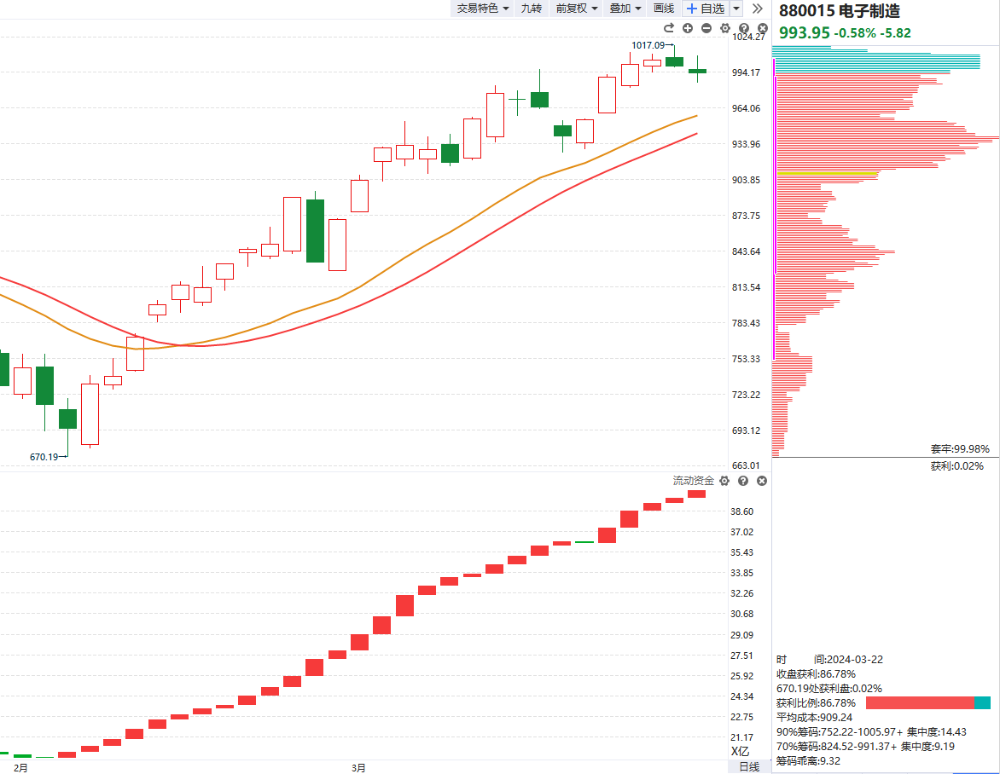 交易特色 九转 前复权 叠加 画线 自选
880015 电子制造
993.95 -0.58% -5.82
1024.27
1017.09
994.17
964.06
933.96
903.85
873.75
843.64
813.54
783.43
753.33
723.22
693.12
670.19
663.01
套牢:99.98%
获利:0.02%
流动资金
38.60
37.02
35.43
33.85
32.26
30.68
29.09
27.51
25.92
24.34
22.75
21.17
X亿
2月 3月 日线
时 间:2024-03-22
收盘获利:86.78%
670.19处获利盘:0.02%
获利比例:86.78%
平均成本:909.24
90%筹码:752.22-1005.97+ 集中度:14.43
70%筹码:824.52-991.37+ 集中度:9.19
筹码乖离:9.32